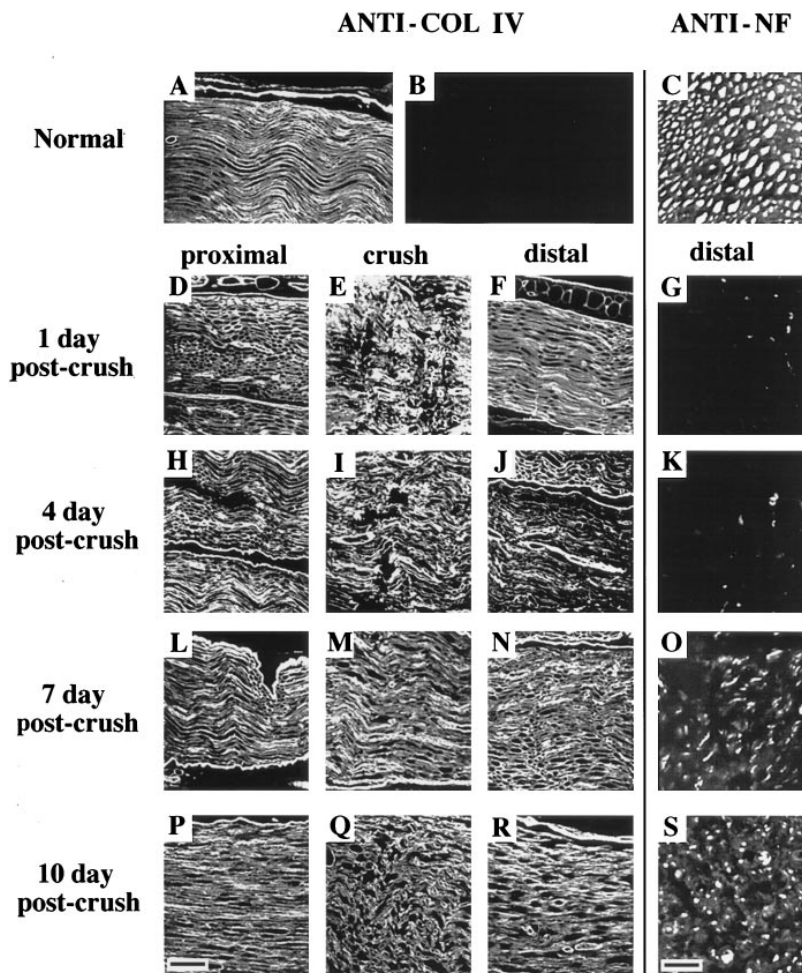 ANTI-COL IV ANTI-NF
A B C
Normal
proximal crush distal distal
D E F G
1 day
post-crush
H I J K
4 day
post-crush
L M N O
7 day
post-crush
P Q R S
10 day
post-crush